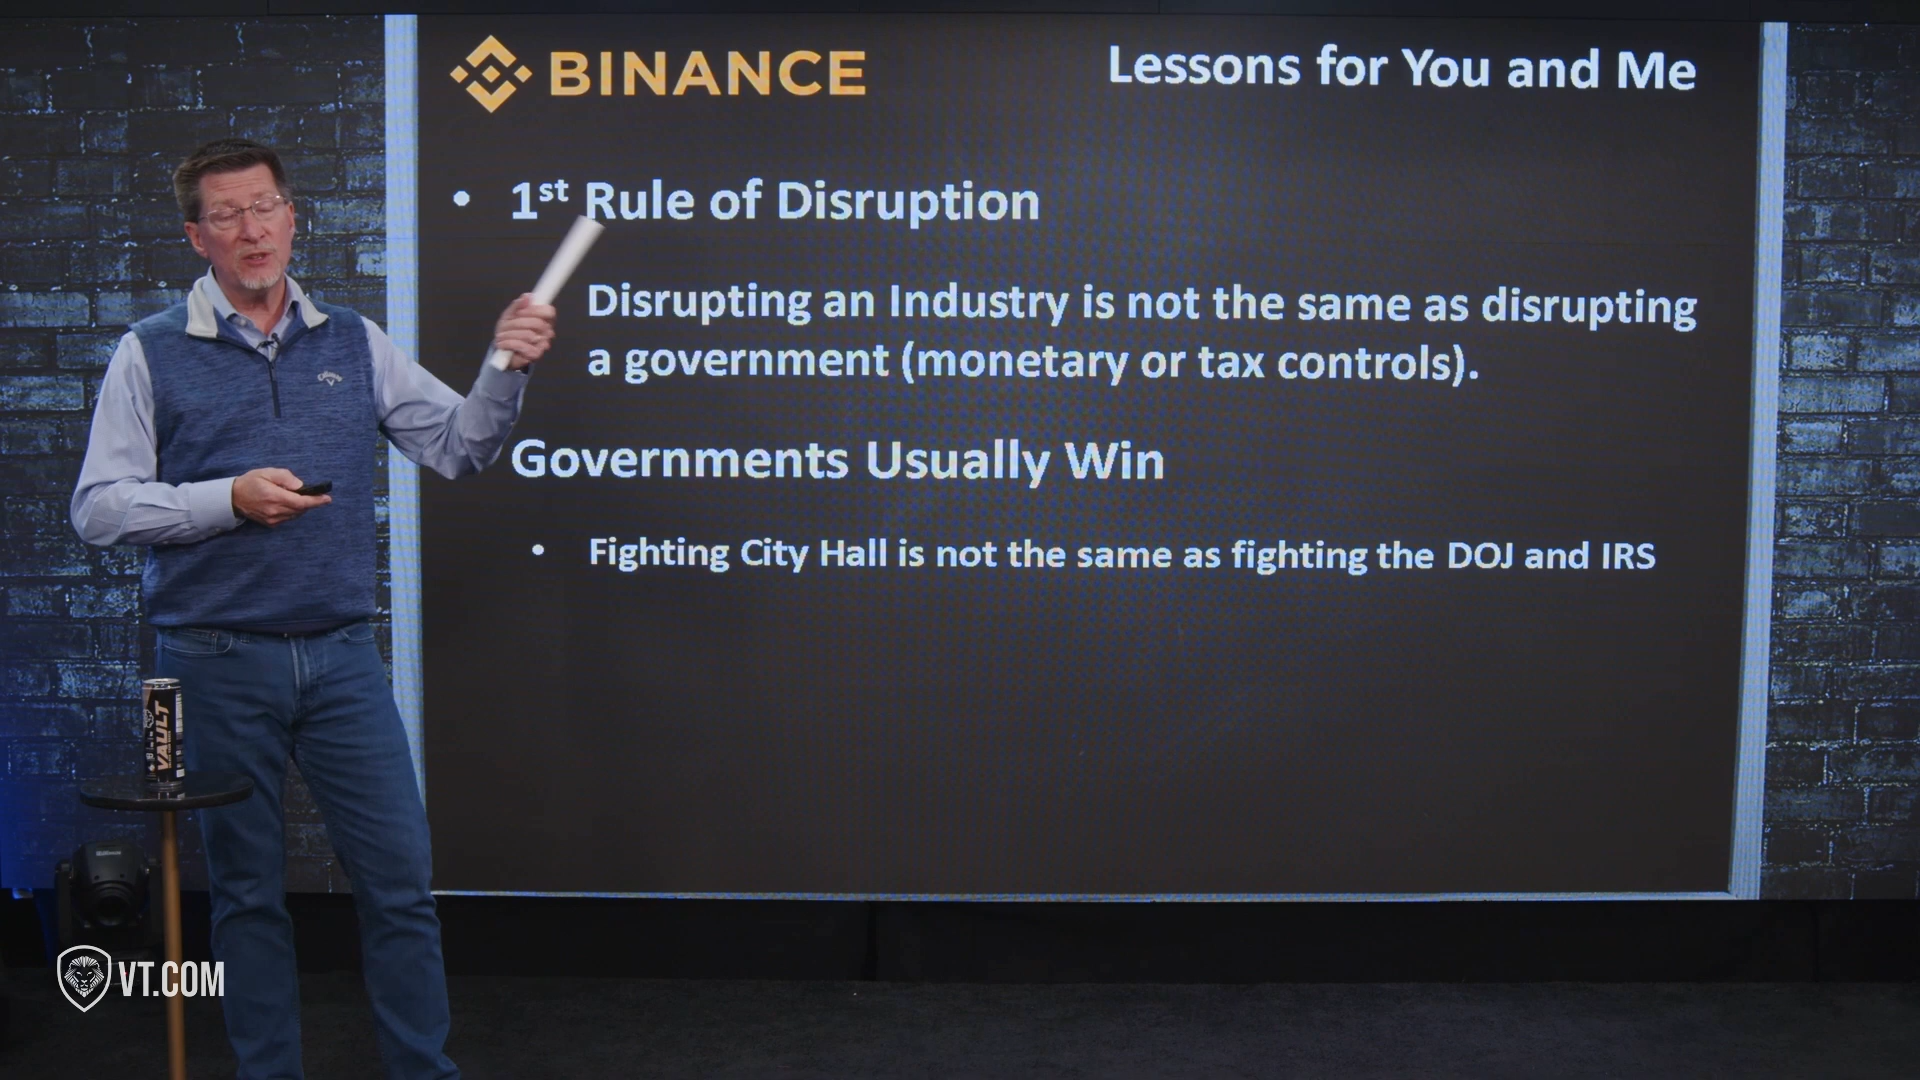 BINANCE
Lessons for You and Me
• 1st Rule of Disruption
Disrupting an Industry is not the same as disrupting
a government (monetary or tax controls).
Governments Usually Win
• Fighting City Hall is not the same as fighting the DOJ and IRS
Callaway
VAULT
VT.COM